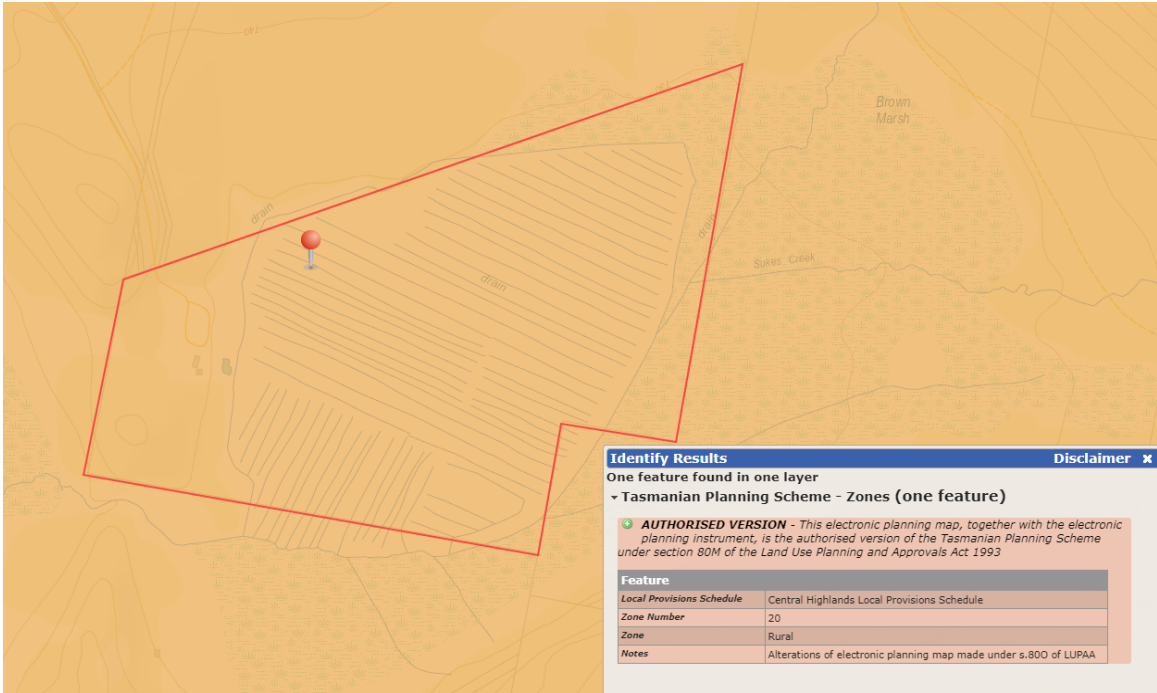 Brown
Marsh
drain
drain
drain
Sukes Creek
Identify Results
Disclaimer ×
One feature found in one layer
Tasmanian Planning Scheme - Zones (one feature)
AUTHORISED VERSION - This electronic planning map, together with the electronic
planning instrument, is the authorised version of the Tasmanian Planning Scheme
under section 80M of the Land Use Planning and Approvals Act 1993
Feature
Local Provisions Schedule Central Highlands Local Provisions Schedule
Zone Number 20
Zone Rural
Notes Alterations of electronic planning map made under s.80O of LUPAA